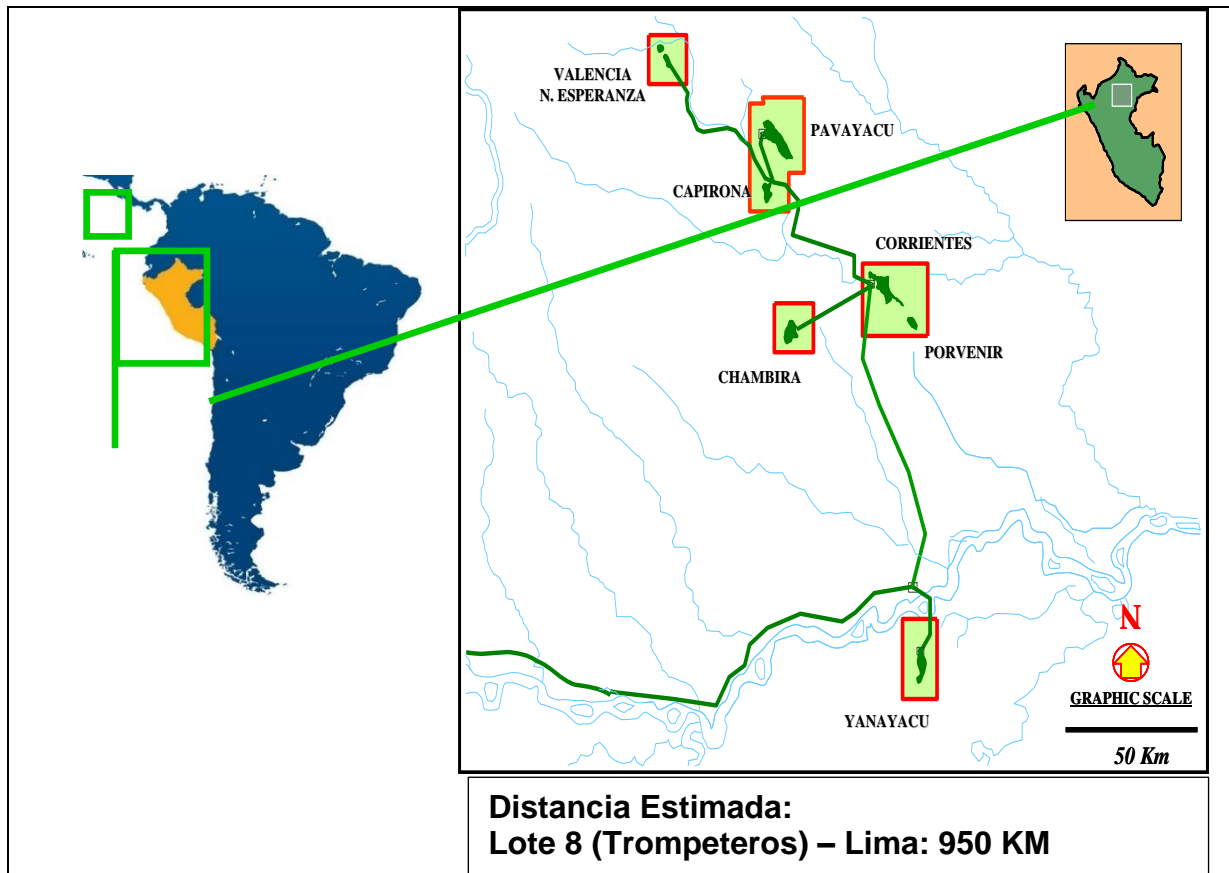 VALENCIA
N. ESPERANZA
PAVAYACU
CAPIRONA
CORRIENTES
PORVENIR
CHAMBIRA
YANAYACU
N
GRAPHIC SCALE
50 Km
Distancia Estimada:
Lote 8 (Trompeteros) – Lima: 950 KM